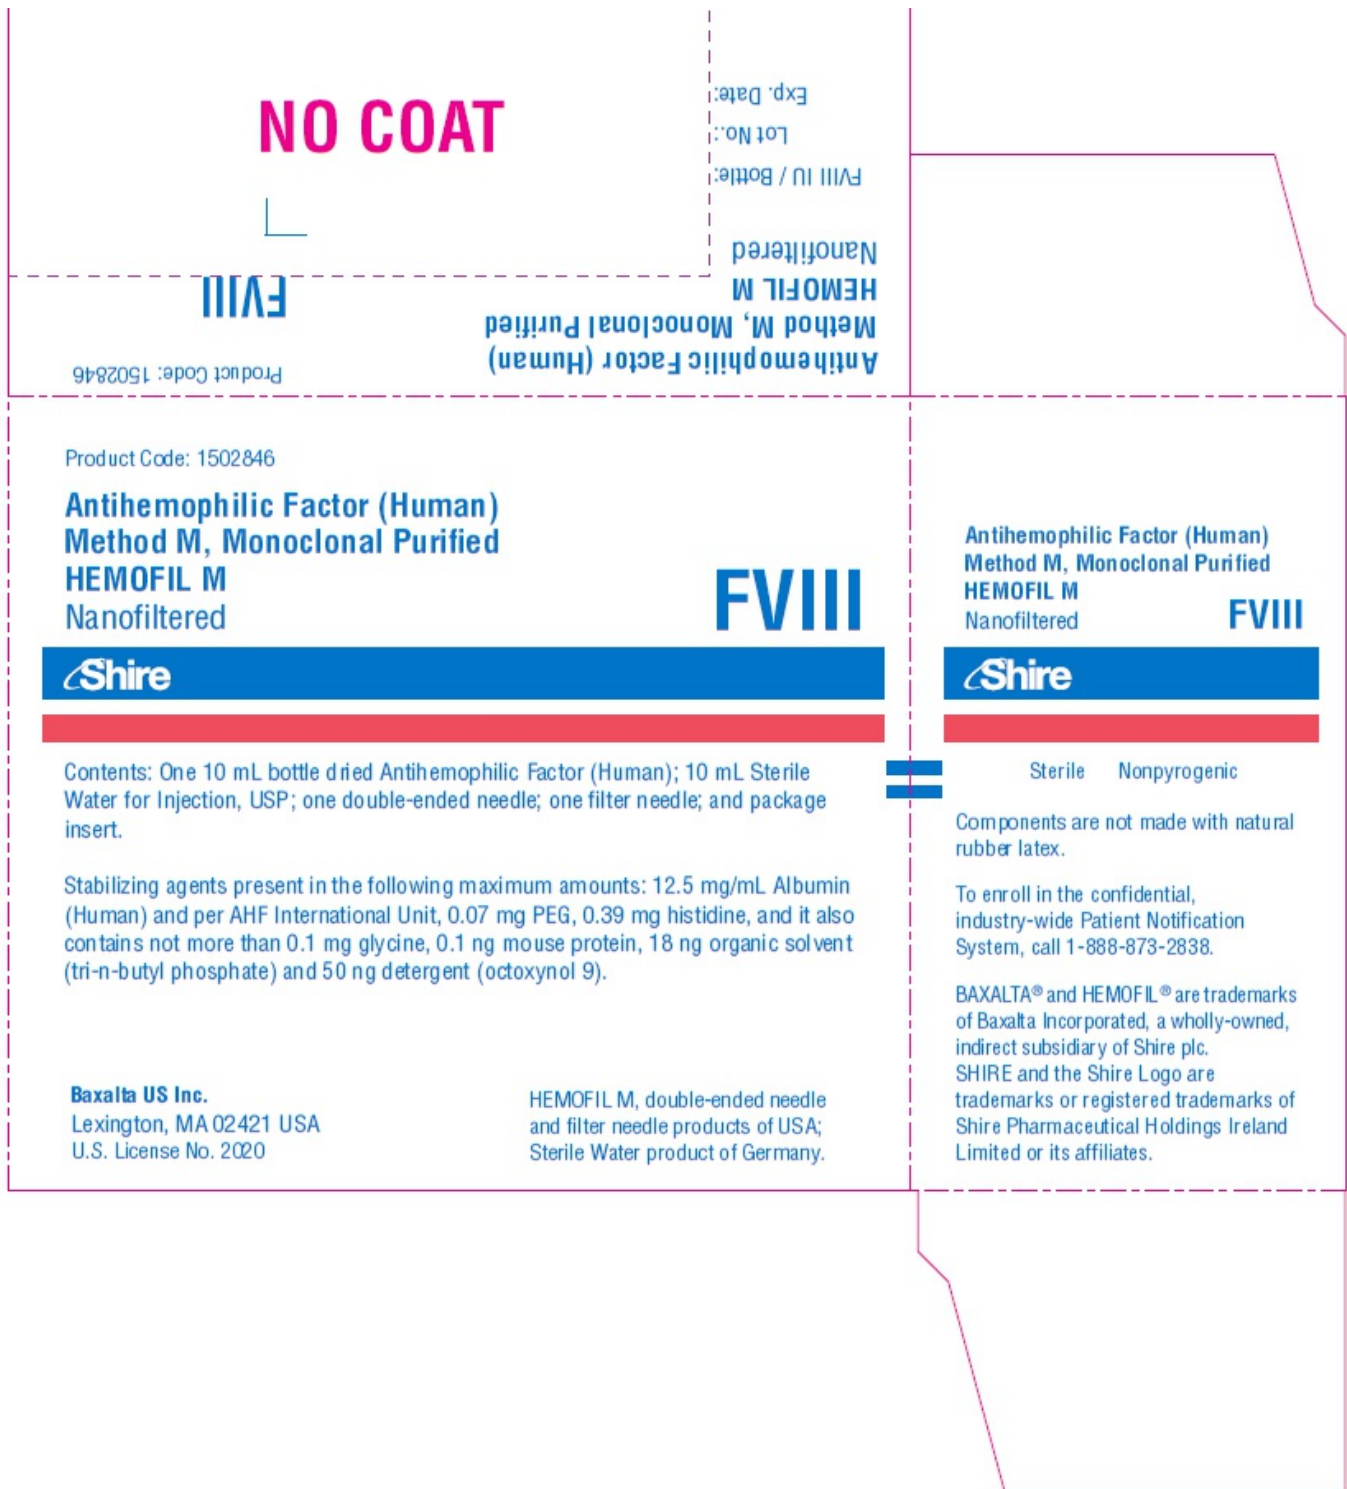 NO COAT
Exp. Date:
Lot No.:
FVIII IU / Bottle:
Product Code: 1502846
Antihemophilic Factor (Human)
Method M, Monoclonal Purified
HEMOFIL M
Nanofiltered
FVIII
Product Code: 1502846
Antihemophilic Factor (Human)
Method M, Monoclonal Purified
HEMOFIL M
Nanofiltered
FVIII
Shire
Contents: One 10 mL bottle dried Antihemophilic Factor (Human); 10 mL Sterile
Water for Injection, USP; one double-ended needle; one filter needle; and package
insert.
Stabilizing agents present in the following maximum amounts: 12.5 mg/mL Albumin
(Human) and per AHF International Unit, 0.07 mg PEG, 0.39 mg histidine, and it also
contains not more than 0.1 mg glycine, 0.1 ng mouse protein, 18 ng organic solvent
(tri-n-butyl phosphate) and 50 ng detergent (octoxynol 9).
Baxalta US Inc.
Lexington, MA 02421 USA
U.S. License No. 2020
HEMOFIL M, double-ended needle
and filter needle products of USA;
Sterile Water product of Germany.
Antihemophilic Factor (Human)
Method M, Monoclonal Purified
HEMOFIL M
Nanofiltered
FVIII
Shire
Sterile Nonpyrogenic
Components are not made with natural
rubber latex.
To enroll in the confidential,
industry-wide Patient Notification
System, call 1-888-873-2838.
BAXALTA® and HEMOFIL® are trademarks
of Baxalta Incorporated, a wholly-owned,
indirect subsidiary of Shire plc.
SHIRE and the Shire Logo are
trademarks or registered trademarks of
Shire Pharmaceutical Holdings Ireland
Limited or its affiliates.